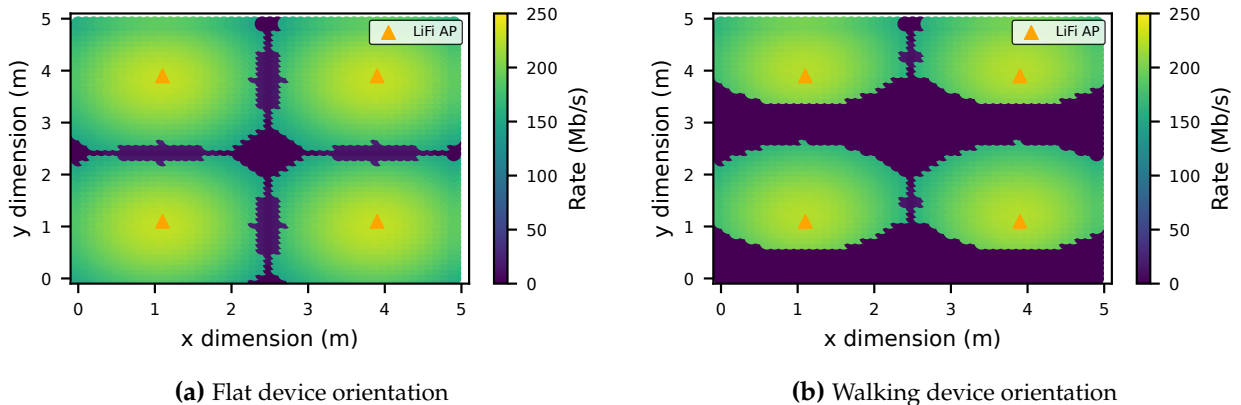 5
4
3
2
1
0
y dimension (m)
0 1 2 3 4 5
x dimension (m)
LiFi AP
250
200
150
100
50
0
Rate (Mb/s)
(a) Flat device orientation
5
4
3
2
1
0
y dimension (m)
0 1 2 3 4 5
x dimension (m)
LiFi AP
250
200
150
100
50
0
Rate (Mb/s)
(b) Walking device orientation